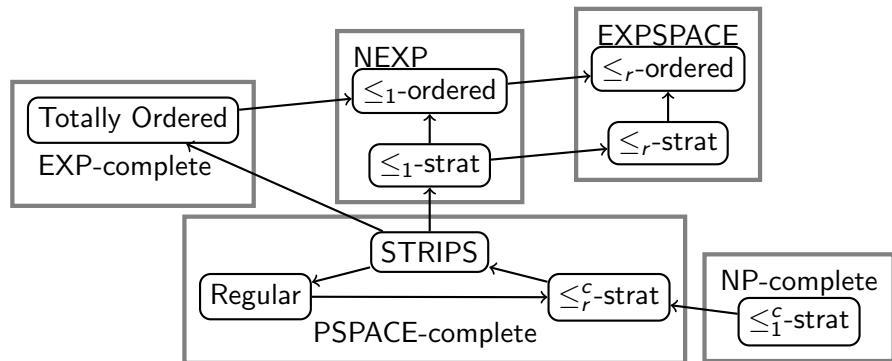 NEXP
EXPSPACE
≤₁-ordered
≤ᵣ-ordered
Totally Ordered
EXP-complete
≤₁-strat
≤ᵣ-strat
STRIPS
Regular
≤ᵣᶜ-strat
PSPACE-complete
NP-complete
≤₁ᶜ-strat